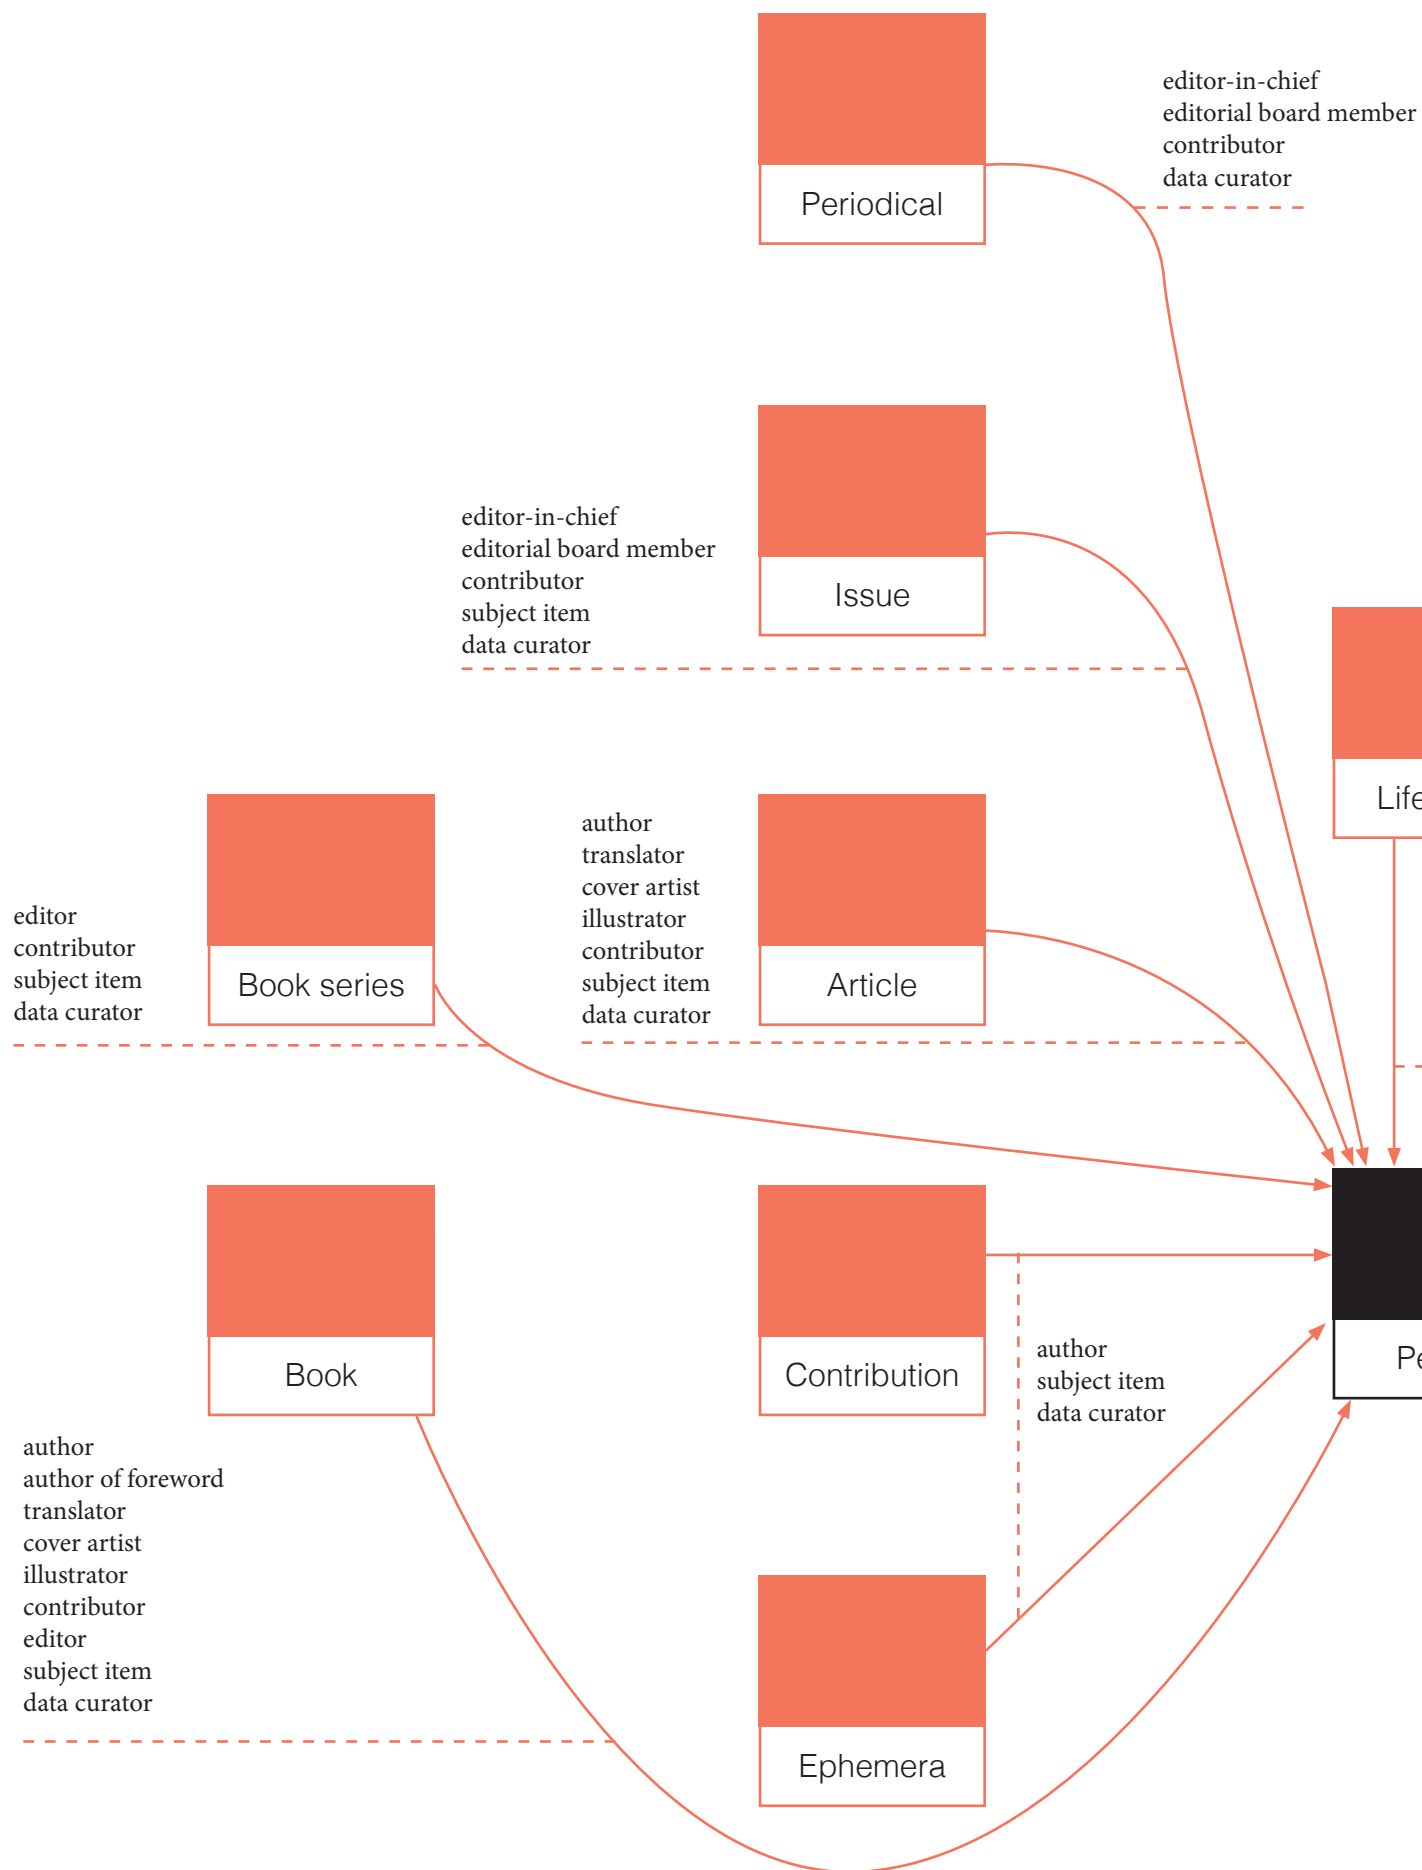 editor-in-chief
editorial board member
contributor
data curator
Periodical
editor-in-chief
editorial board member
contributor
subject item
data curator
Issue
Life
author
translator
cover artist
illustrator
contributor
subject item
data curator
editor
contributor
subject item
data curator
Book series
Article
author
subject item
data curator
Book
Contribution
author
author of foreword
translator
cover artist
illustrator
contributor
editor
subject item
data curator
Ephemera